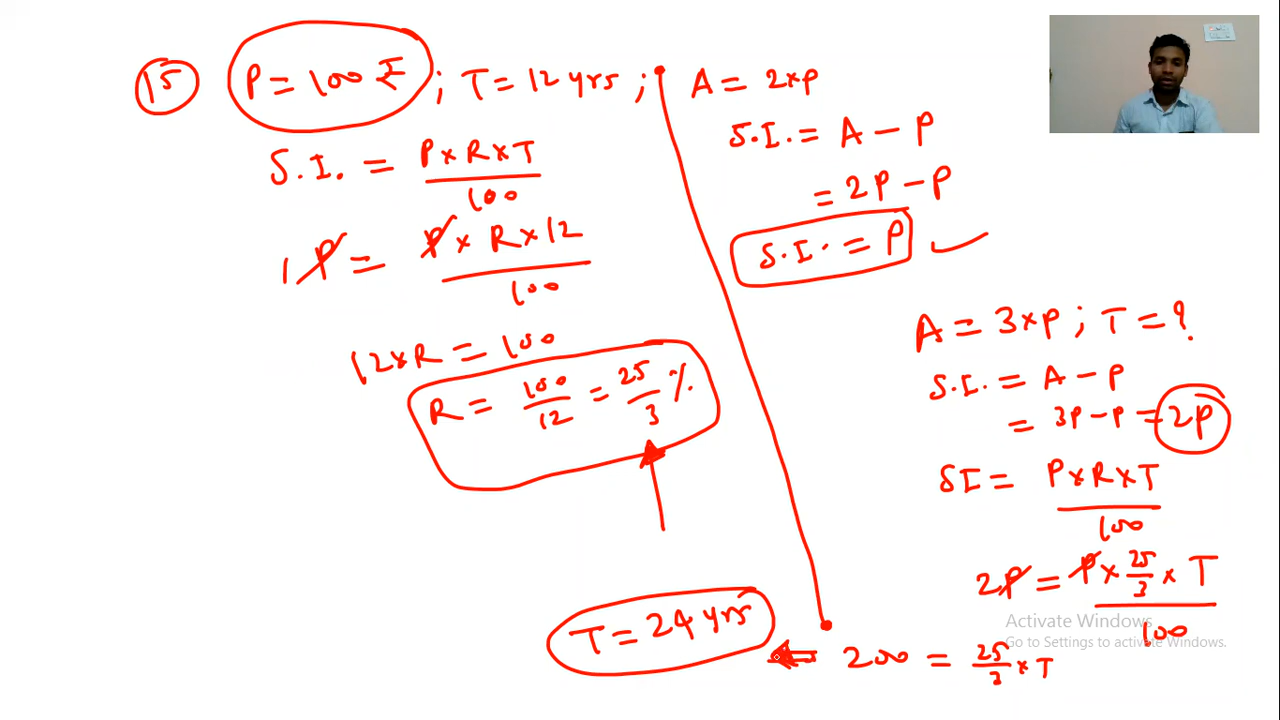 15 P = 100 ₹ ; T = 12 yrs ; A = 2×P
S.I. = P×R×T/100
1P = P × R × 12/100
12×R = 100
R = 100/12 = 25/3 %
S.I. = A - P
= 2P - P
S.I. = P
A = 3×P ; T = ?
S.I. = A - P
= 3P - P = 2P
SI = P×R×T/100
2P = P × 25/3 × T/100
200 = 25/3 × T
T = 24 yrs
Activate Windows
Go to Settings to activate Windows.